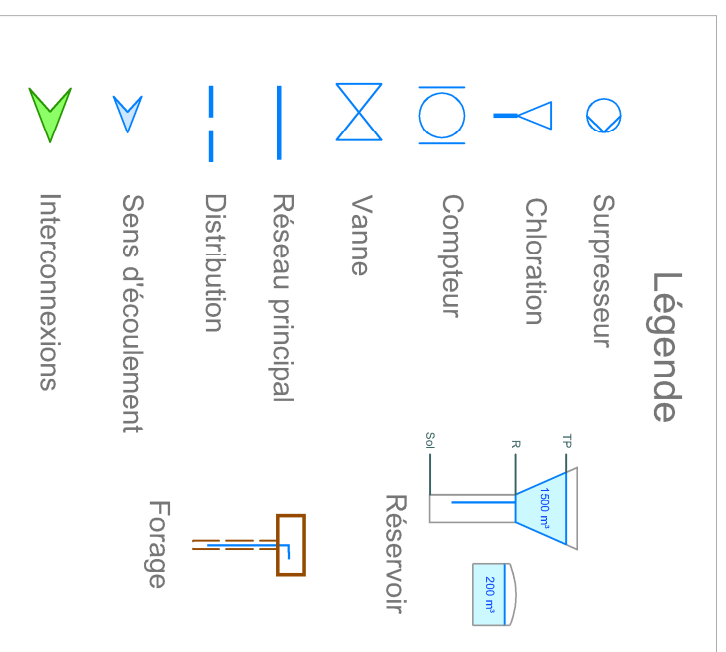 Légende
Surpresseur
Chloration
Compteur
Vanne
Réseau principal
Distribution
Sens d'écoulement
Interconnexions
TP
R
Sol
1500 m³
200 m³
Réservoir
Forage